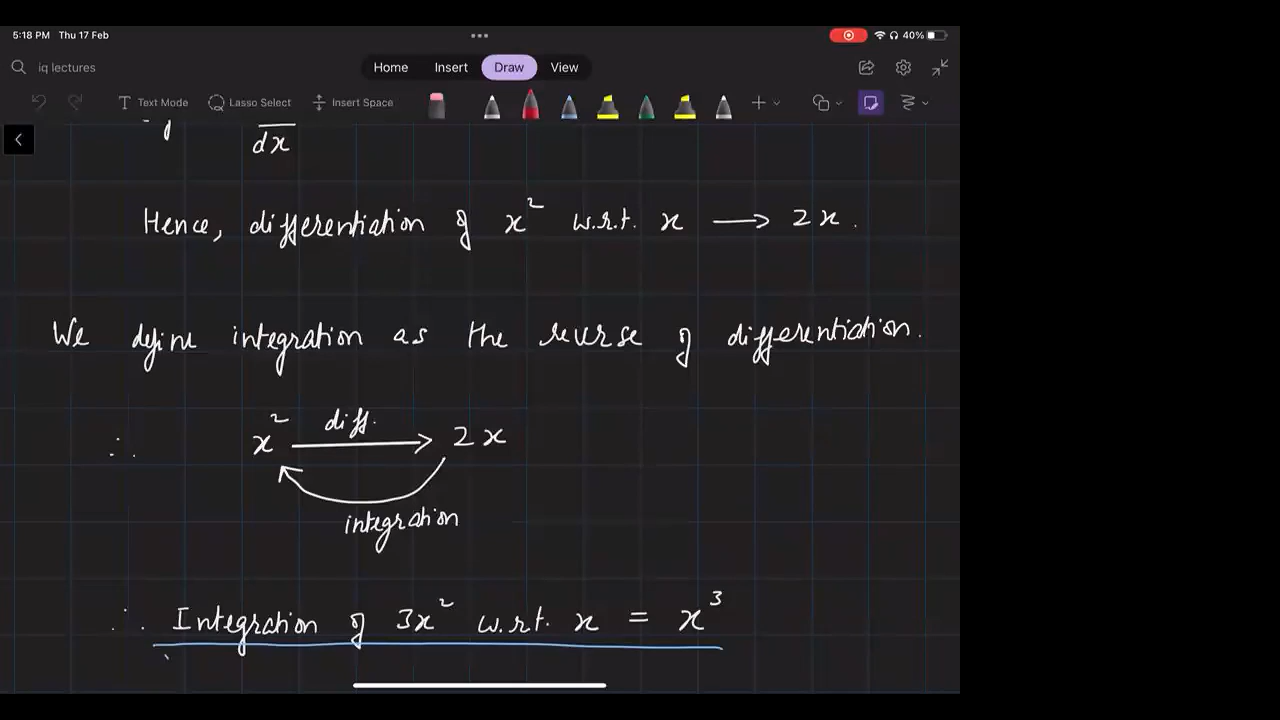 5:18 PM Thu 17 Feb
40%
iq lectures
Home Insert Draw View
Text Mode Lasso Select Insert Space
dx
Hence, differentiation of x² w.r.t. x → 2x.
We define integration as the reverse of differentiation.
∴ x² diff. → 2x
integration
∴ Integration of 3x² w.r.t. x = x³